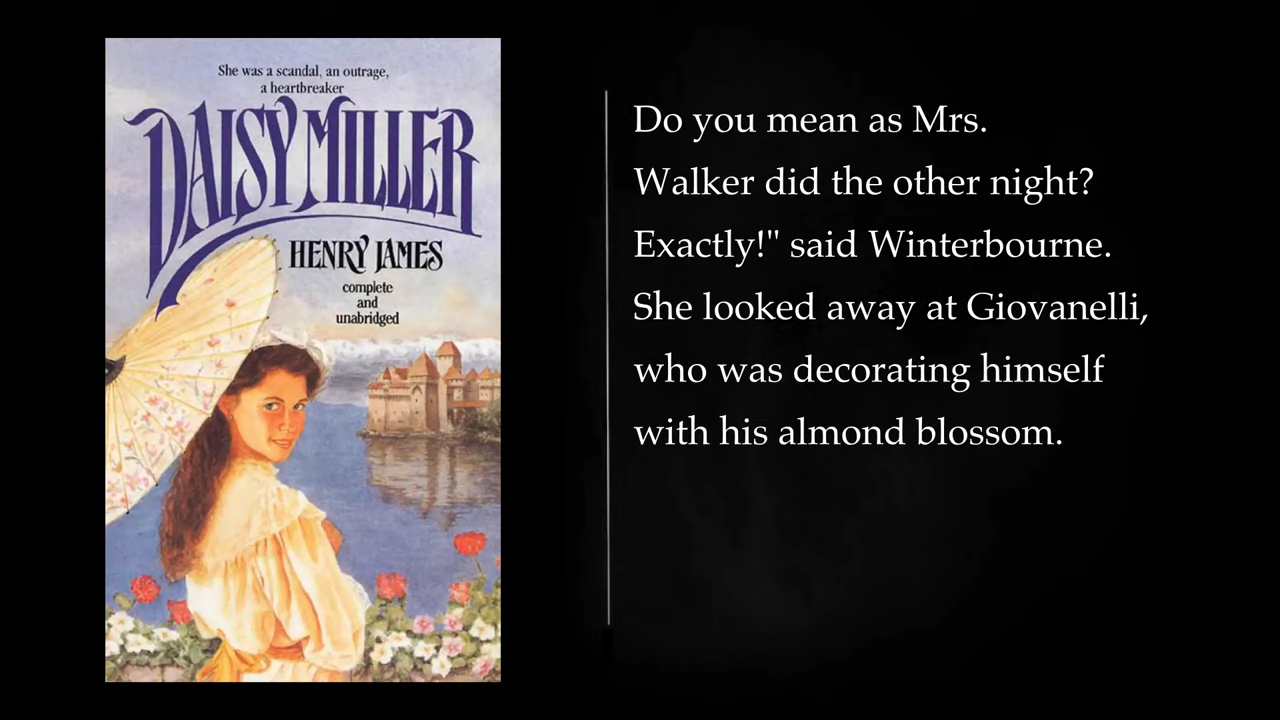 She was a scandal, an outrage,
a heartbreaker
DAISY MILLER
HENRY JAMES
complete
and
unabridged
Do you mean as Mrs.
Walker did the other night?
Exactly!" said Winterbourne.
She looked away at Giovanelli,
who was decorating himself
with his almond blossom.